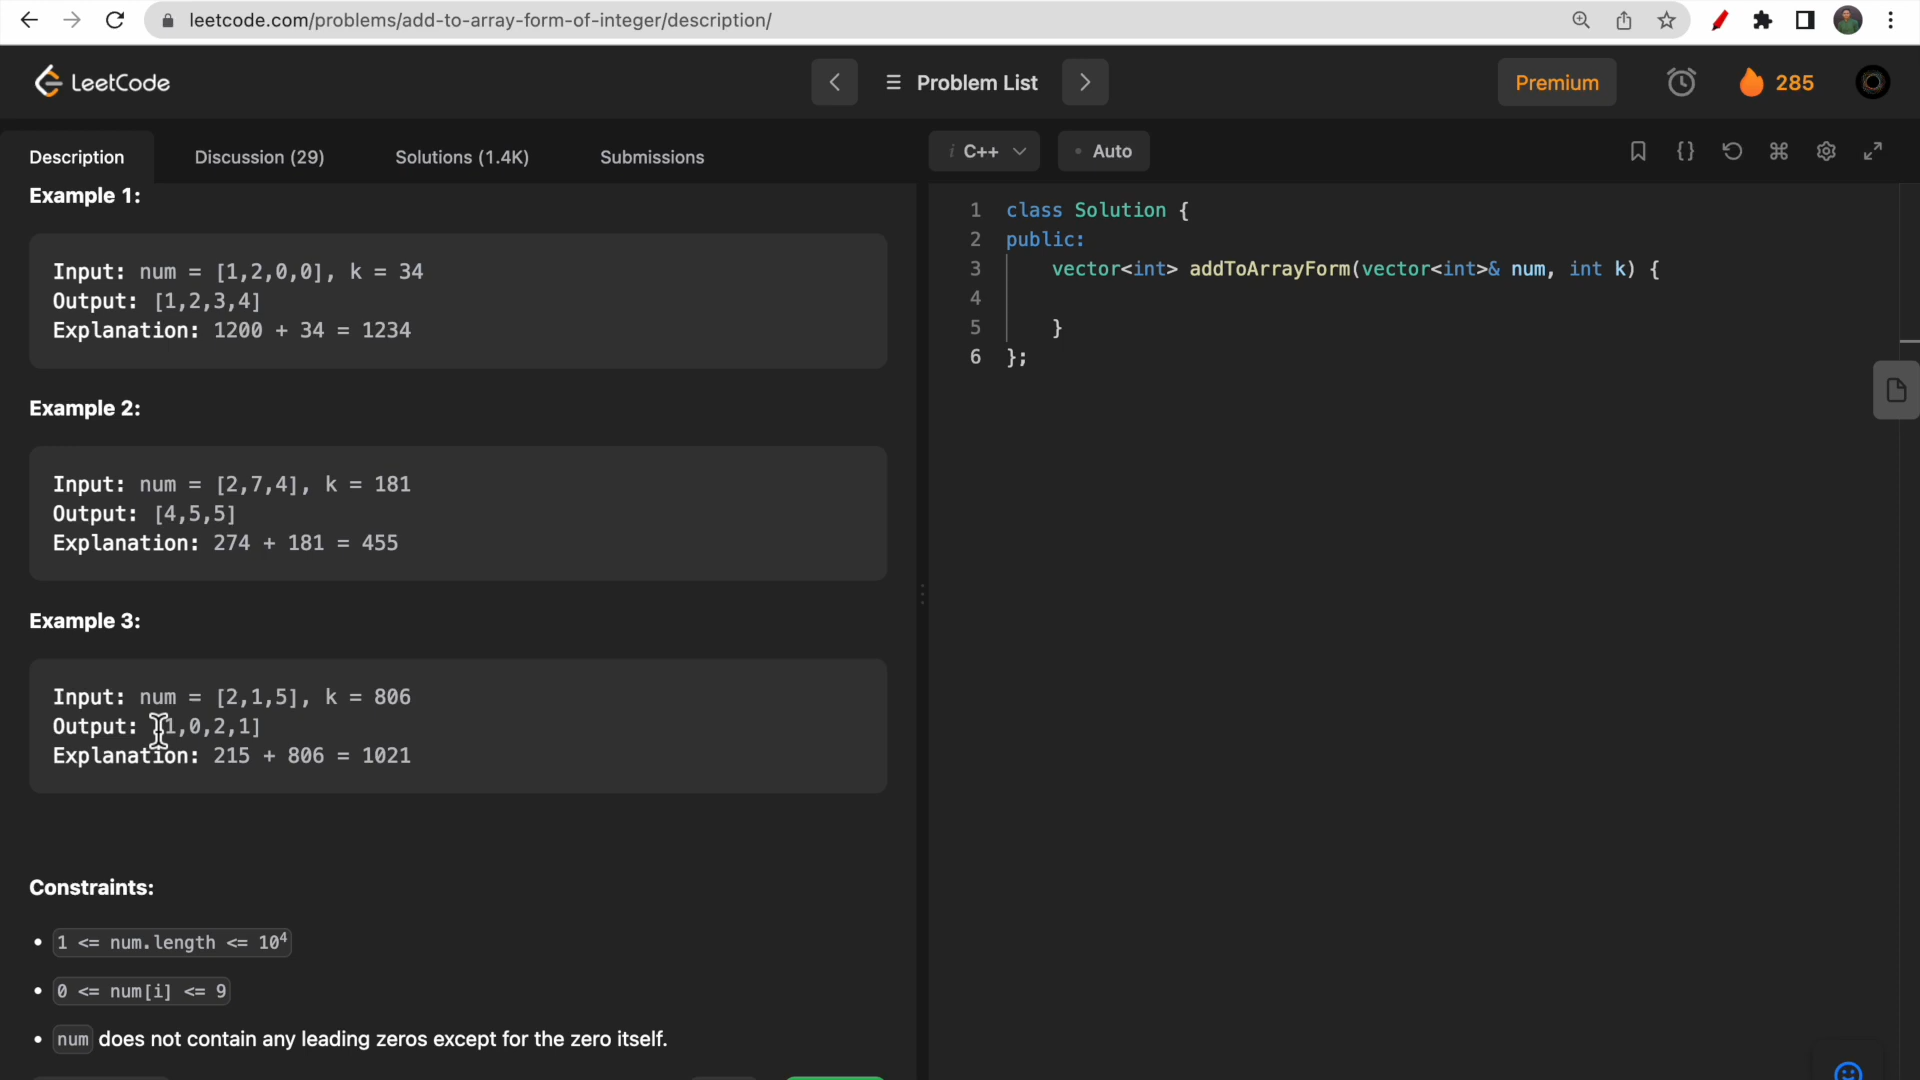 leetcode.com/problems/add-to-array-form-of-integer/description/
LeetCode
Problem List
Premium
285
Description
Discussion (29)
Solutions (1.4K)
Submissions
i C++
• Auto
Example 1:
Input: num = [1,2,0,0], k = 34
Output: [1,2,3,4]
Explanation: 1200 + 34 = 1234
Example 2:
Input: num = [2,7,4], k = 181
Output: [4,5,5]
Explanation: 274 + 181 = 455
Example 3:
Input: num = [2,1,5], k = 806
Output: [1,0,2,1]
Explanation: 215 + 806 = 1021
Constraints:
• 1 <= num.length <= 10⁴
• 0 <= num[i] <= 9
• num does not contain any leading zeros except for the zero itself.
1 class Solution {
2 public:
3 vector<int> addToArrayForm(vector<int>& num, int k) {
4
5 }
6 };